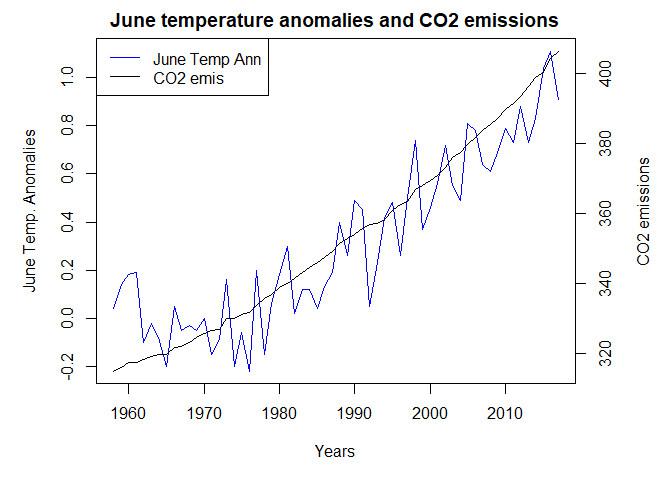 June temperature anomalies and CO2 emissions
June Temp Ann
CO2 emis
June Temp. Anomalies
1.0
0.8
0.6
0.4
0.2
0.0
-0.2
400
380
360
340
320
CO2 emissions
1960 1970 1980 1990 2000 2010
Years